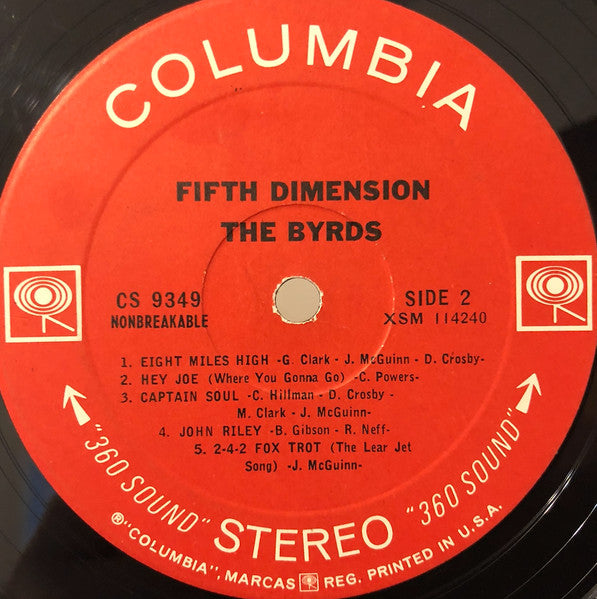 COLUMBIA
FIFTH DIMENSION
THE BYRDS
CS 9349
NONBREAKABLE
SIDE 2
XSM 114240
1. EIGHT MILES HIGH -G. Clark - J. McGuinn - D. Crosby-
2. HEY JOE (Where You Gonna Go) -C. Powers-
3. CAPTAIN SOUL -C. Hillman - D. Crosby -
M. Clark - J. McGuinn-
4. JOHN RILEY -B. Gibson - R. Neff-
5. 2-4-2 FOX TROT (The Lear Jet
Song) -J. McGuinn-
"360 SOUND" STEREO "360 SOUND"
®"COLUMBIA", MARCAS REG. PRINTED IN U.S.A.